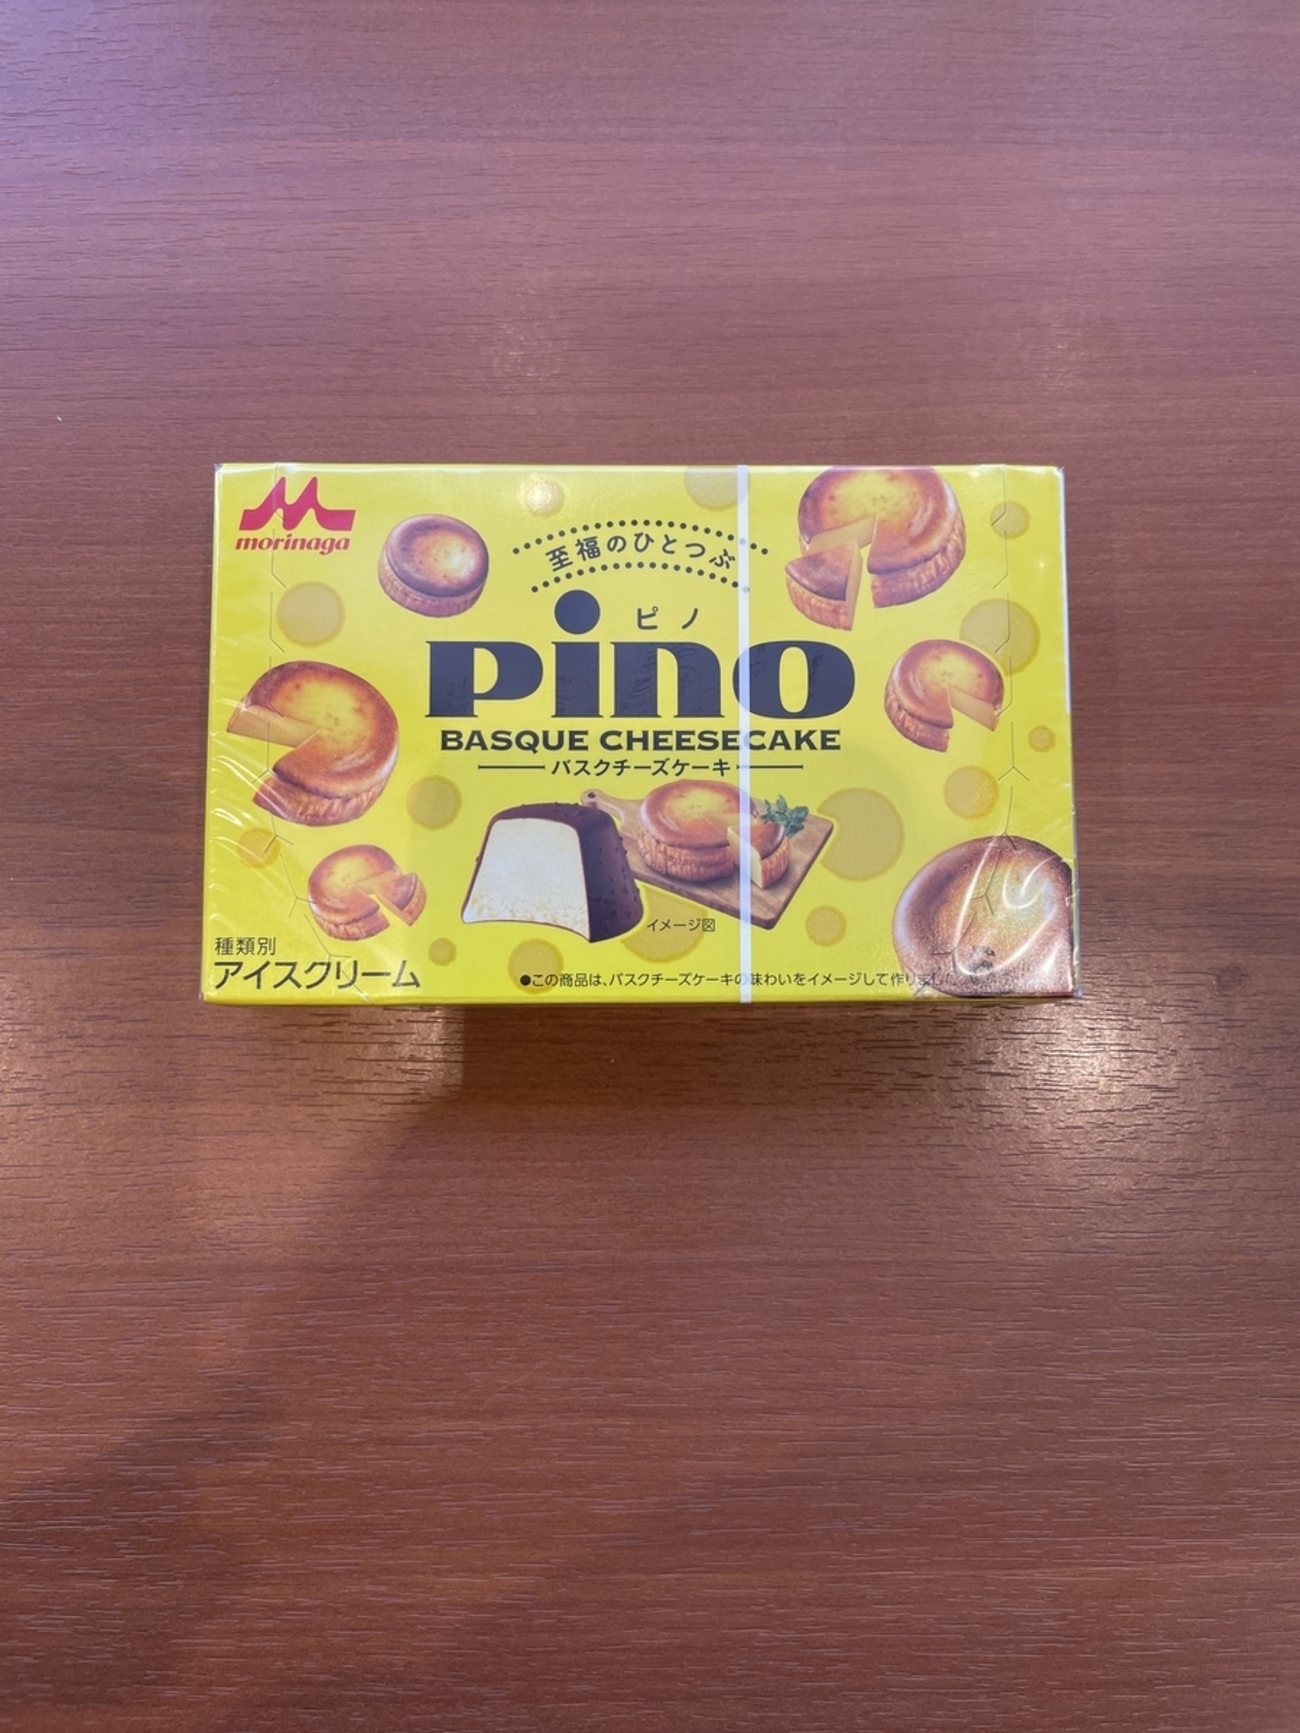 morinaga
至福のひとつぶ
ピノ
pino
BASQUE CHEESECAKE
バスクチーズケーキ
イメージ図
種類別
アイスクリーム
●この商品は、バスクチーズケーキの味わいをイメージして作りまし